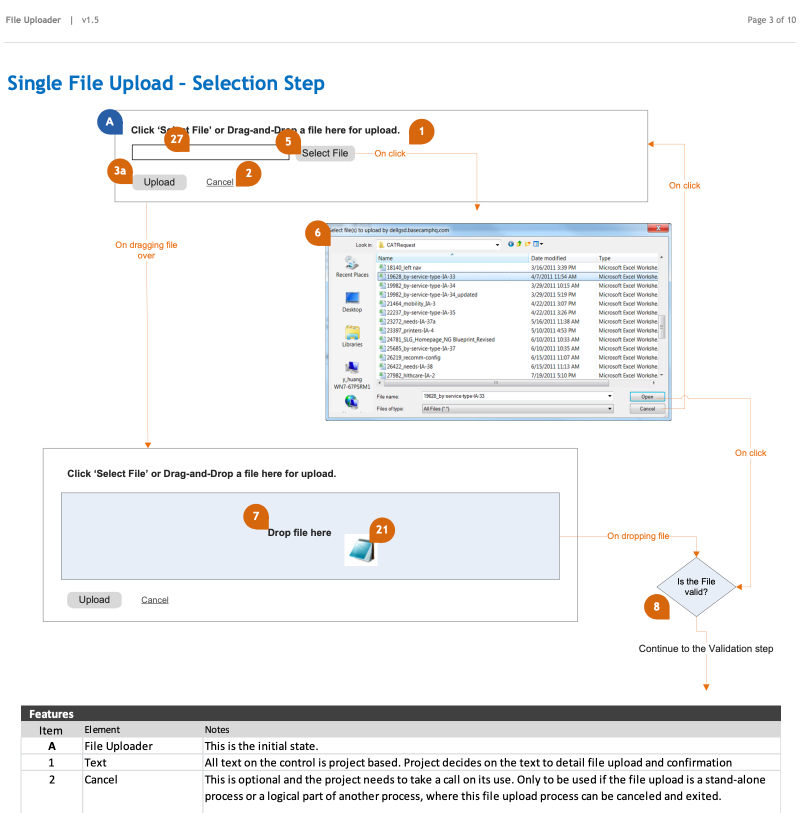 File Uploader | v1.5
Page 3 of 10
Single File Upload - Selection Step
A
Click 'Select File' or Drag-and-Drop a file here for upload.
1
27
5
Select File
On click
3a
Upload
Cancel
2
On click
On dragging file
over
6
Select file(s) to upload by dellgsd.basecamphq.com
Look in:
CATRequest
Name
Date modified
Type
Recent Places
Desktop
Libraries
y_huang
WN7-67PSRM1
18140_left nav 3/16/2011 3:39 PM Microsoft Excel Workshe.
19628_by-service-type-IA-33 4/7/2011 11:54 AM Microsoft Excel Workshe.
19982_by-service-type-IA-34 3/29/2011 10:15 AM Microsoft Excel Workshe.
19982_by-service-type-IA-34_updated 3/29/2011 5:19 PM Microsoft Excel Workshe.
21464_mobility_IA-3 4/22/2011 3:07 PM Microsoft Excel Workshe.
22237_by-service-type-IA-35 4/22/2011 3:26 PM Microsoft Excel Workshe.
23272_needs-IA-37a 5/16/2011 11:38 AM Microsoft Excel Workshe.
23397_printers-IA-4 5/10/2011 4:53 PM Microsoft Excel Workshe.
24781_SLG_Homepage_NG Blueprint_Revised 6/10/2011 10:33 AM Microsoft Excel Workshe.
25685_by-service-type-IA-37 6/10/2011 10:35 AM Microsoft Excel Workshe.
26219_recomm-config 6/15/2011 11:07 AM Microsoft Excel Workshe.
26422_needs-IA-38 6/15/2011 11:13 AM Microsoft Excel Workshe.
27982_hlthcare-IA-2 7/19/2011 5:10 PM Microsoft Excel Workshe.
File name:
19628_by-service-type-IA-33
Open
Files of type:
All Files (*.*)
Cancel
On click
Click 'Select File' or Drag-and-Drop a file here for upload.
7
Drop file here
21
On dropping file
Upload
Cancel
Is the File
valid?
8
Continue to the Validation step
Features
Item Element Notes
A File Uploader This is the initial state.
1 Text All text on the control is project based. Project decides on the text to detail file upload and confirmation
2 Cancel This is optional and the project needs to take a call on its use. Only to be used if the file upload is a stand-alone
process or a logical part of another process, where this file upload process can be canceled and exited.